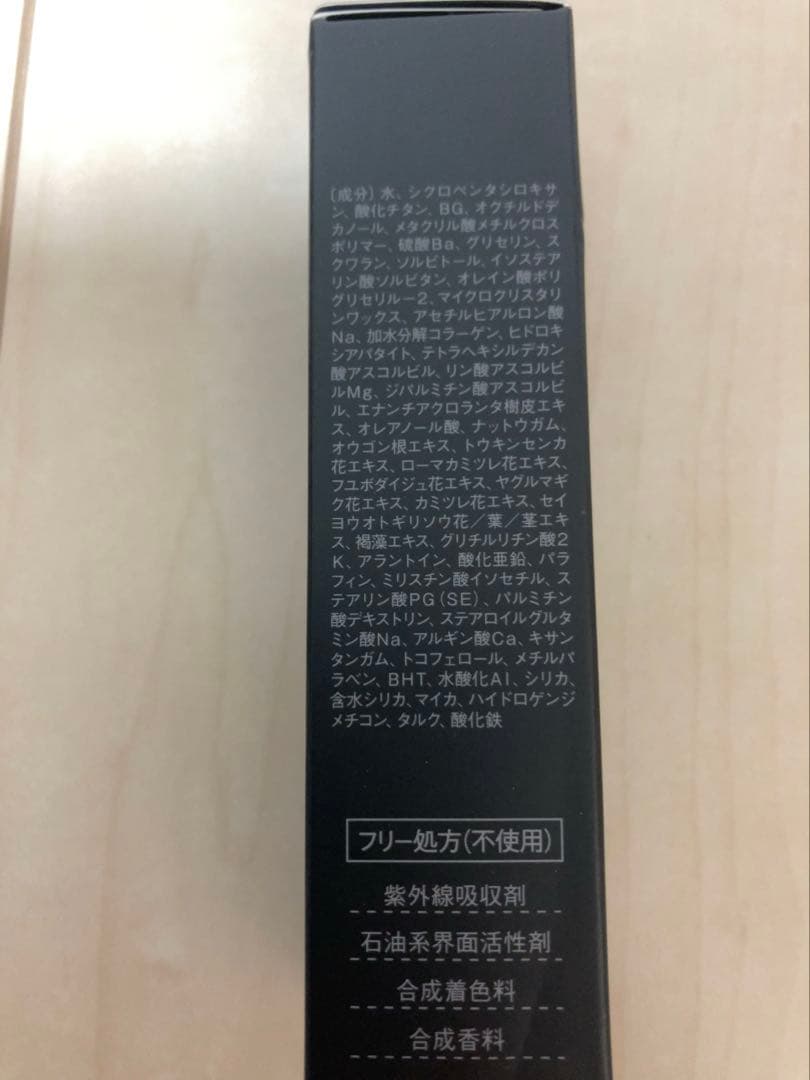 〔成分〕水、シクロペンタシロキサ
ン、酸化チタン、BG、オクチルドデ
カノール、メタクリル酸メチルクロス
ポリマー、硫酸Ba、グリセリン、ス
クワラン、ソルビトール、イソステア
リン酸ソルビタン、オレイン酸ポリ
グリセリル－2、マイクロクリスタリ
ンワックス、アセチルヒアルロン酸
Na、加水分解コラーゲン、ヒドロキ
シアパタイト、テトラヘキシルデカン
酸アスコルビル、リン酸アスコルビ
ルMg、ジパルミチン酸アスコルビ
ル、エナンチアクロランタ樹皮エキ
ス、オレアノール酸、ナットウガム、
オウゴン根エキス、トウキンセンカ
花エキス、ローマカミツレ花エキス、
フユボダイジュ花エキス、ヤグルマギ
ク花エキス、カミツレ花エキス、セイ
ヨウオトギリソウ花／葉／茎エキ
ス、褐藻エキス、グリチルリチン酸2
K、アラントイン、酸化亜鉛、パラ
フィン、ミリスチン酸イソセチル、ス
テアリン酸PG（SE）、パルミチン
酸デキストリン、ステアロイルグルタ
ミン酸Na、アルギン酸Ca、キサン
タンガム、トコフェロール、メチルパ
ラベン、BHT、水酸化Al、シリカ、
含水シリカ、マイカ、ハイドロゲンジ
メチコン、タルク、酸化鉄
フリー処方(不使用)
紫外線吸収剤
石油系界面活性剤
合成着色料
合成香料